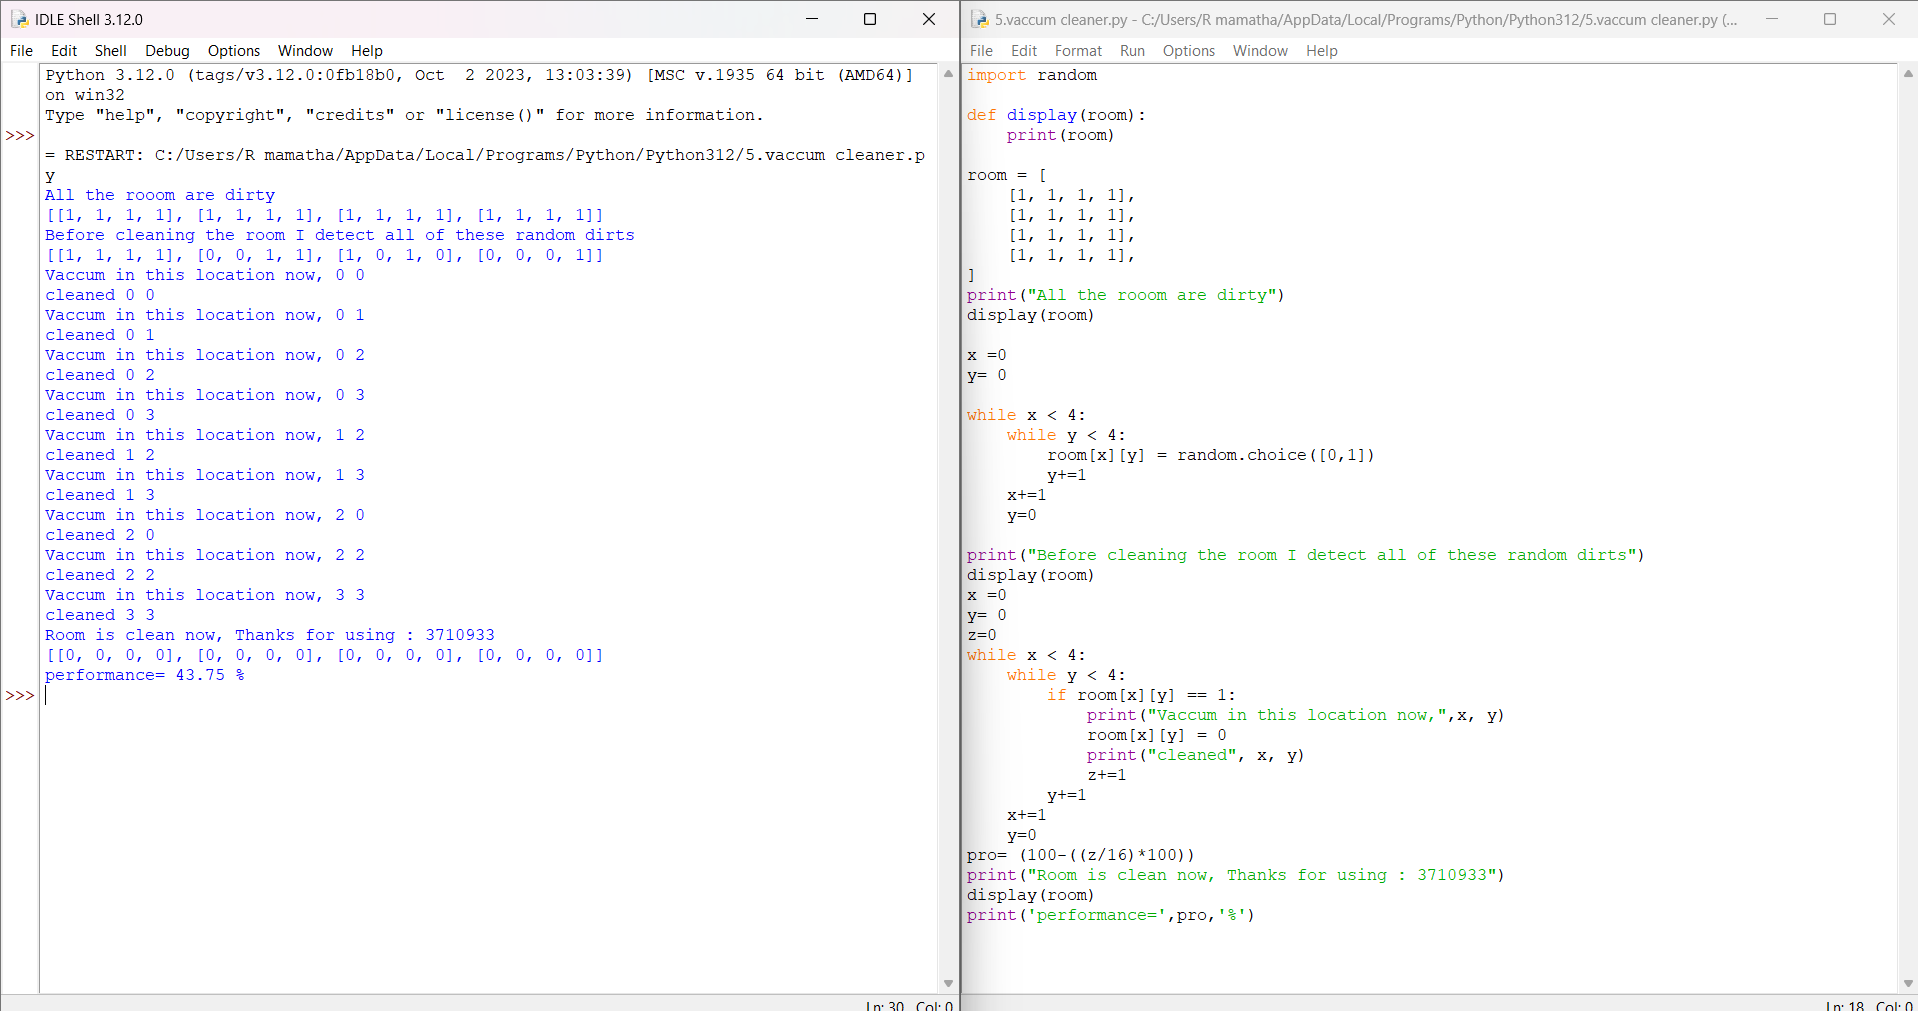 IDLE Shell 3.12.0
File Edit Shell Debug Options Window Help
Python 3.12.0 (tags/v3.12.0:0fb18b0, Oct  2 2023, 13:03:39) [MSC v.1935 64 bit (AMD64)]
on win32
Type "help", "copyright", "credits" or "license()" for more information.
>>>
= RESTART: C:/Users/R mamatha/AppData/Local/Programs/Python/Python312/5.vaccum cleaner.p
y
All the rooom are dirty
[[1, 1, 1, 1], [1, 1, 1, 1], [1, 1, 1, 1], [1, 1, 1, 1]]
Before cleaning the room I detect all of these random dirts
[[1, 1, 1, 1], [0, 0, 1, 1], [1, 0, 1, 0], [0, 0, 0, 1]]
Vaccum in this location now, 0 0
cleaned 0 0
Vaccum in this location now, 0 1
cleaned 0 1
Vaccum in this location now, 0 2
cleaned 0 2
Vaccum in this location now, 0 3
cleaned 0 3
Vaccum in this location now, 1 2
cleaned 1 2
Vaccum in this location now, 1 3
cleaned 1 3
Vaccum in this location now, 2 0
cleaned 2 0
Vaccum in this location now, 2 2
cleaned 2 2
Vaccum in this location now, 3 3
cleaned 3 3
Room is clean now, Thanks for using : 3710933
[[0, 0, 0, 0], [0, 0, 0, 0], [0, 0, 0, 0], [0, 0, 0, 0]]
performance= 43.75 %
>>>
Ln: 30 Col: 0
5.vaccum cleaner.py - C:/Users/R mamatha/AppData/Local/Programs/Python/Python312/5.vaccum cleaner.py (...
File Edit Format Run Options Window Help
import random
def display(room):
    print(room)
room = [
    [1, 1, 1, 1],
    [1, 1, 1, 1],
    [1, 1, 1, 1],
    [1, 1, 1, 1],
]
print("All the rooom are dirty")
display(room)
x =0
y= 0
while x < 4:
    while y < 4:
        room[x][y] = random.choice([0,1])
        y+=1
    x+=1
    y=0
print("Before cleaning the room I detect all of these random dirts")
display(room)
x =0
y= 0
z=0
while x < 4:
    while y < 4:
        if room[x][y] == 1:
            print("Vaccum in this location now,",x, y)
            room[x][y] = 0
            print("cleaned", x, y)
            z+=1
        y+=1
    x+=1
    y=0
pro= (100-((z/16)*100))
print("Room is clean now, Thanks for using : 3710933")
display(room)
print('performance=',pro,'%')
Ln: 18 Col: 0